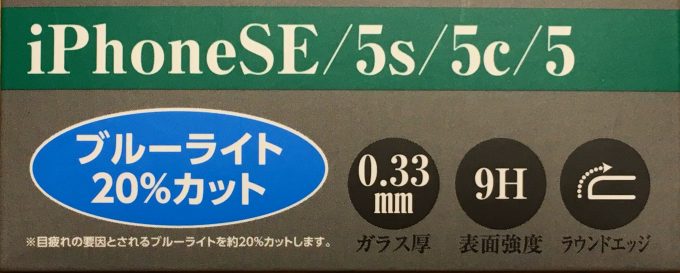 iPhoneSE/5s/5c/5
ブルーライト
20%カット
※目疲れの要因とされるブルーライトを約20%カットします。
0.33
mm
ガラス厚
9H
表面強度
ラウンドエッジ